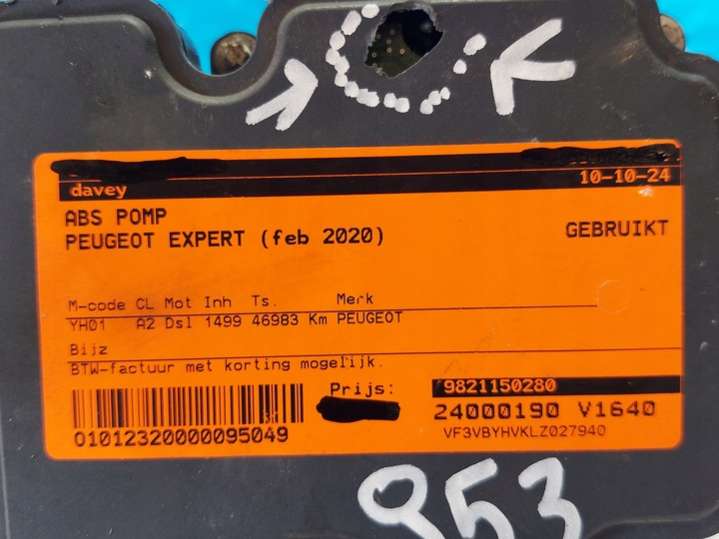 davey
10-10-24
ABS POMP
PEUGEOT EXPERT (feb 2020)
GEBRUIKT
M-code CL Mot Inh Ts. Merk
YH01 A2 Dsl 1499 46983 Km PEUGEOT
Bijz
BTW-factuur met korting mogelijk.
Prijs:
9821150280
24000190 V1640
01012320000095049
VF3VBYHVKLZ027940
953